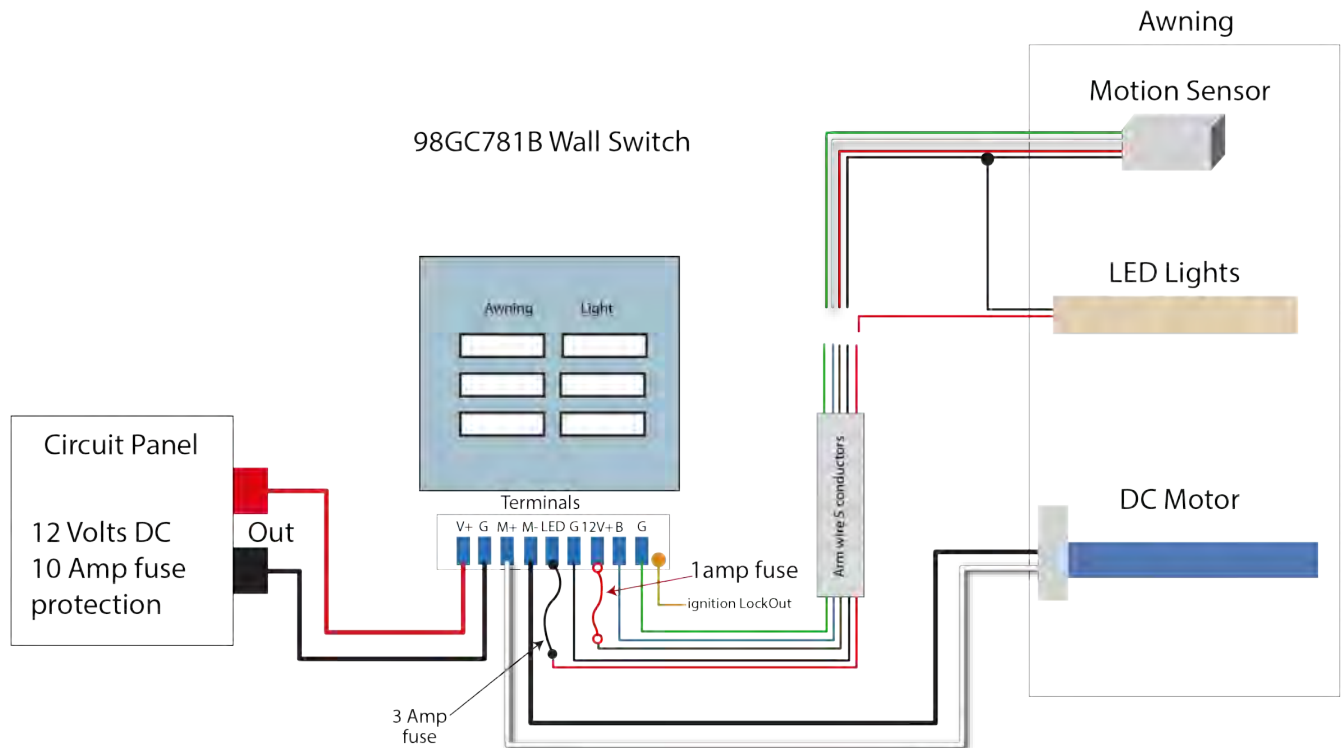 Awning
Motion Sensor
98GC781B Wall Switch
LED Lights
Awning Light
Circuit Panel
12 Volts DC
10 Amp fuse
protection
Out
Terminals
V+ G M+ M- LED G 12V+ B G
1amp fuse
ignition LockOut
3 Amp
fuse
Arm wire 5 conductors
DC Motor